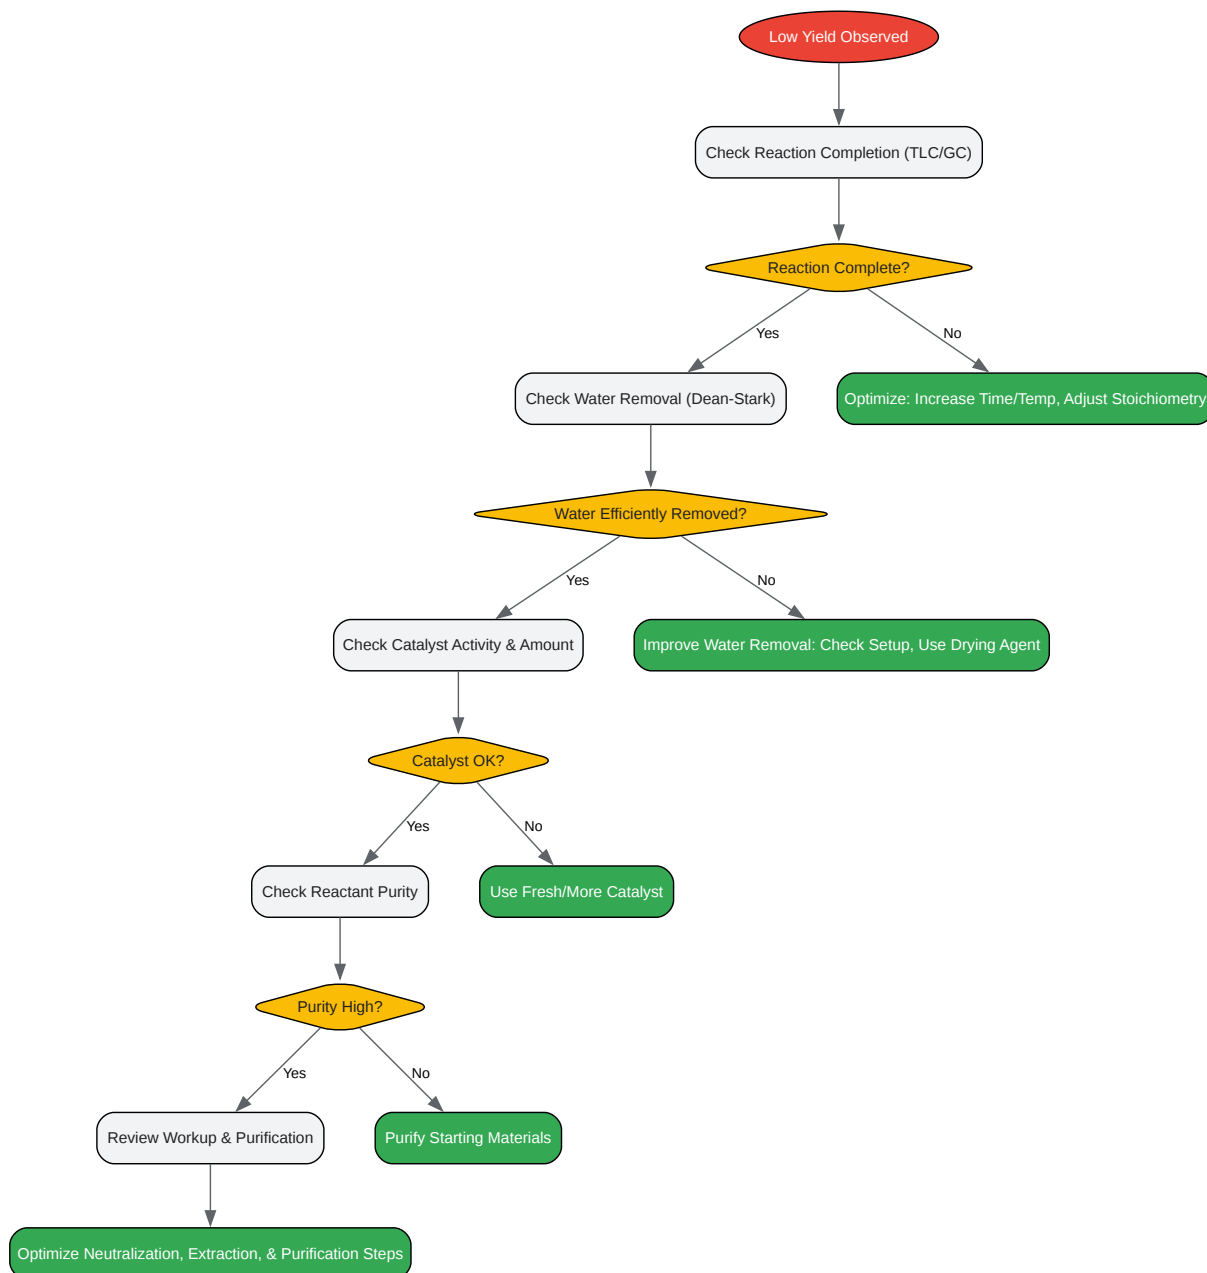 Low Yield Observed
Check Reaction Completion (TLC/GC)
Reaction Complete?
Yes
No
Check Water Removal (Dean-Stark)
Optimize: Increase Time/Temp, Adjust Stoichiometry
Water Efficiently Removed?
Yes
No
Check Catalyst Activity & Amount
Improve Water Removal: Check Setup, Use Drying Agent
Catalyst OK?
Yes
No
Check Reactant Purity
Use Fresh/More Catalyst
Purity High?
Yes
No
Review Workup & Purification
Purify Starting Materials
Optimize Neutralization, Extraction, & Purification Steps